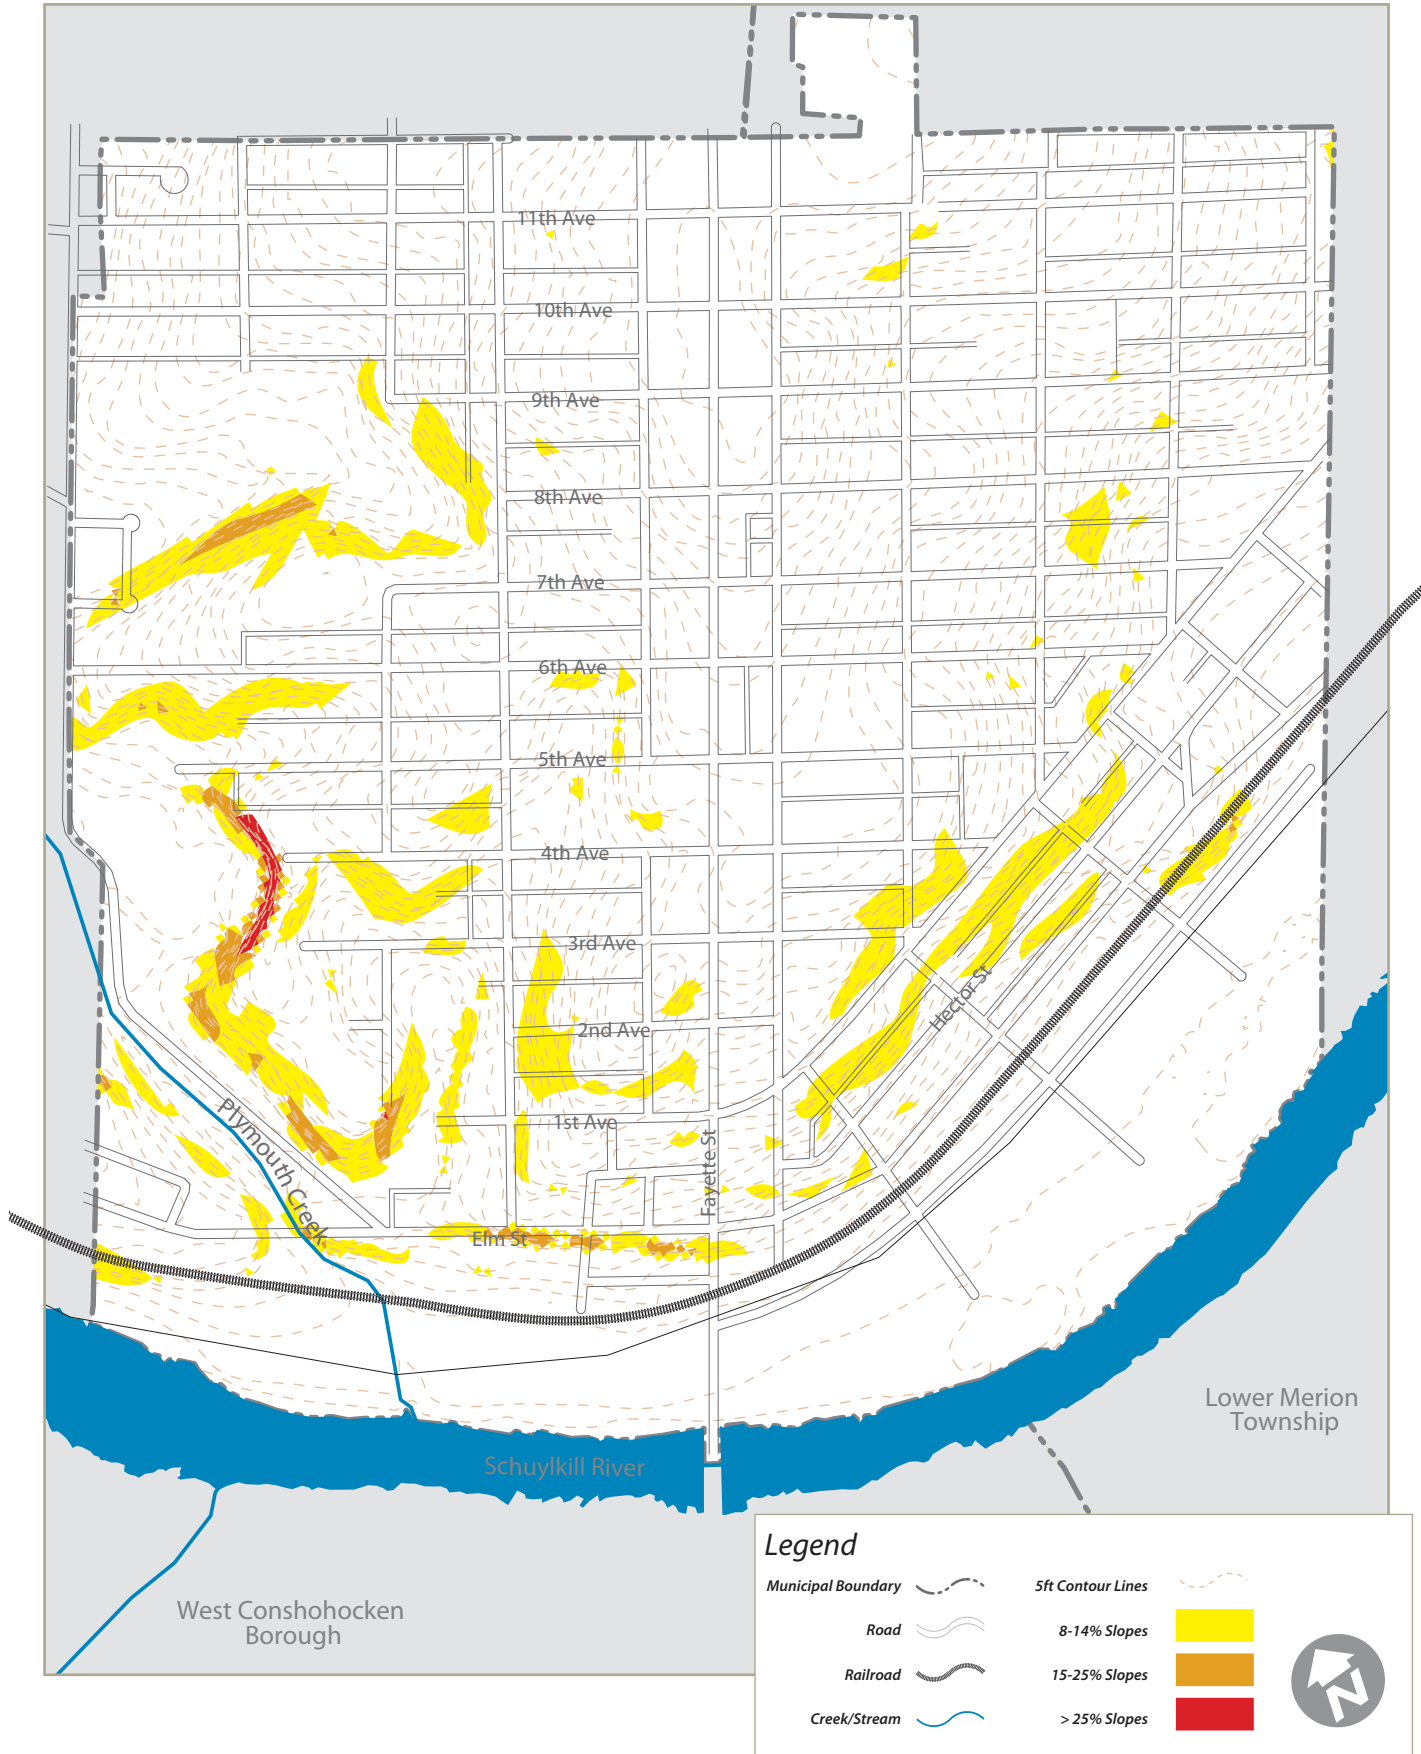 11th Ave
10th Ave
9th Ave
8th Ave
7th Ave
6th Ave
5th Ave
4th Ave
3rd Ave
Hector St
2nd Ave
Plymouth Creek
1st Ave
Fayette St
Elm St
Lower Merion
Township
Schuylkill River
West Conshohocken
Borough
Legend
Municipal Boundary
Road
Railroad
Creek/Stream
5ft Contour Lines
8-14% Slopes
15-25% Slopes
> 25% Slopes
N